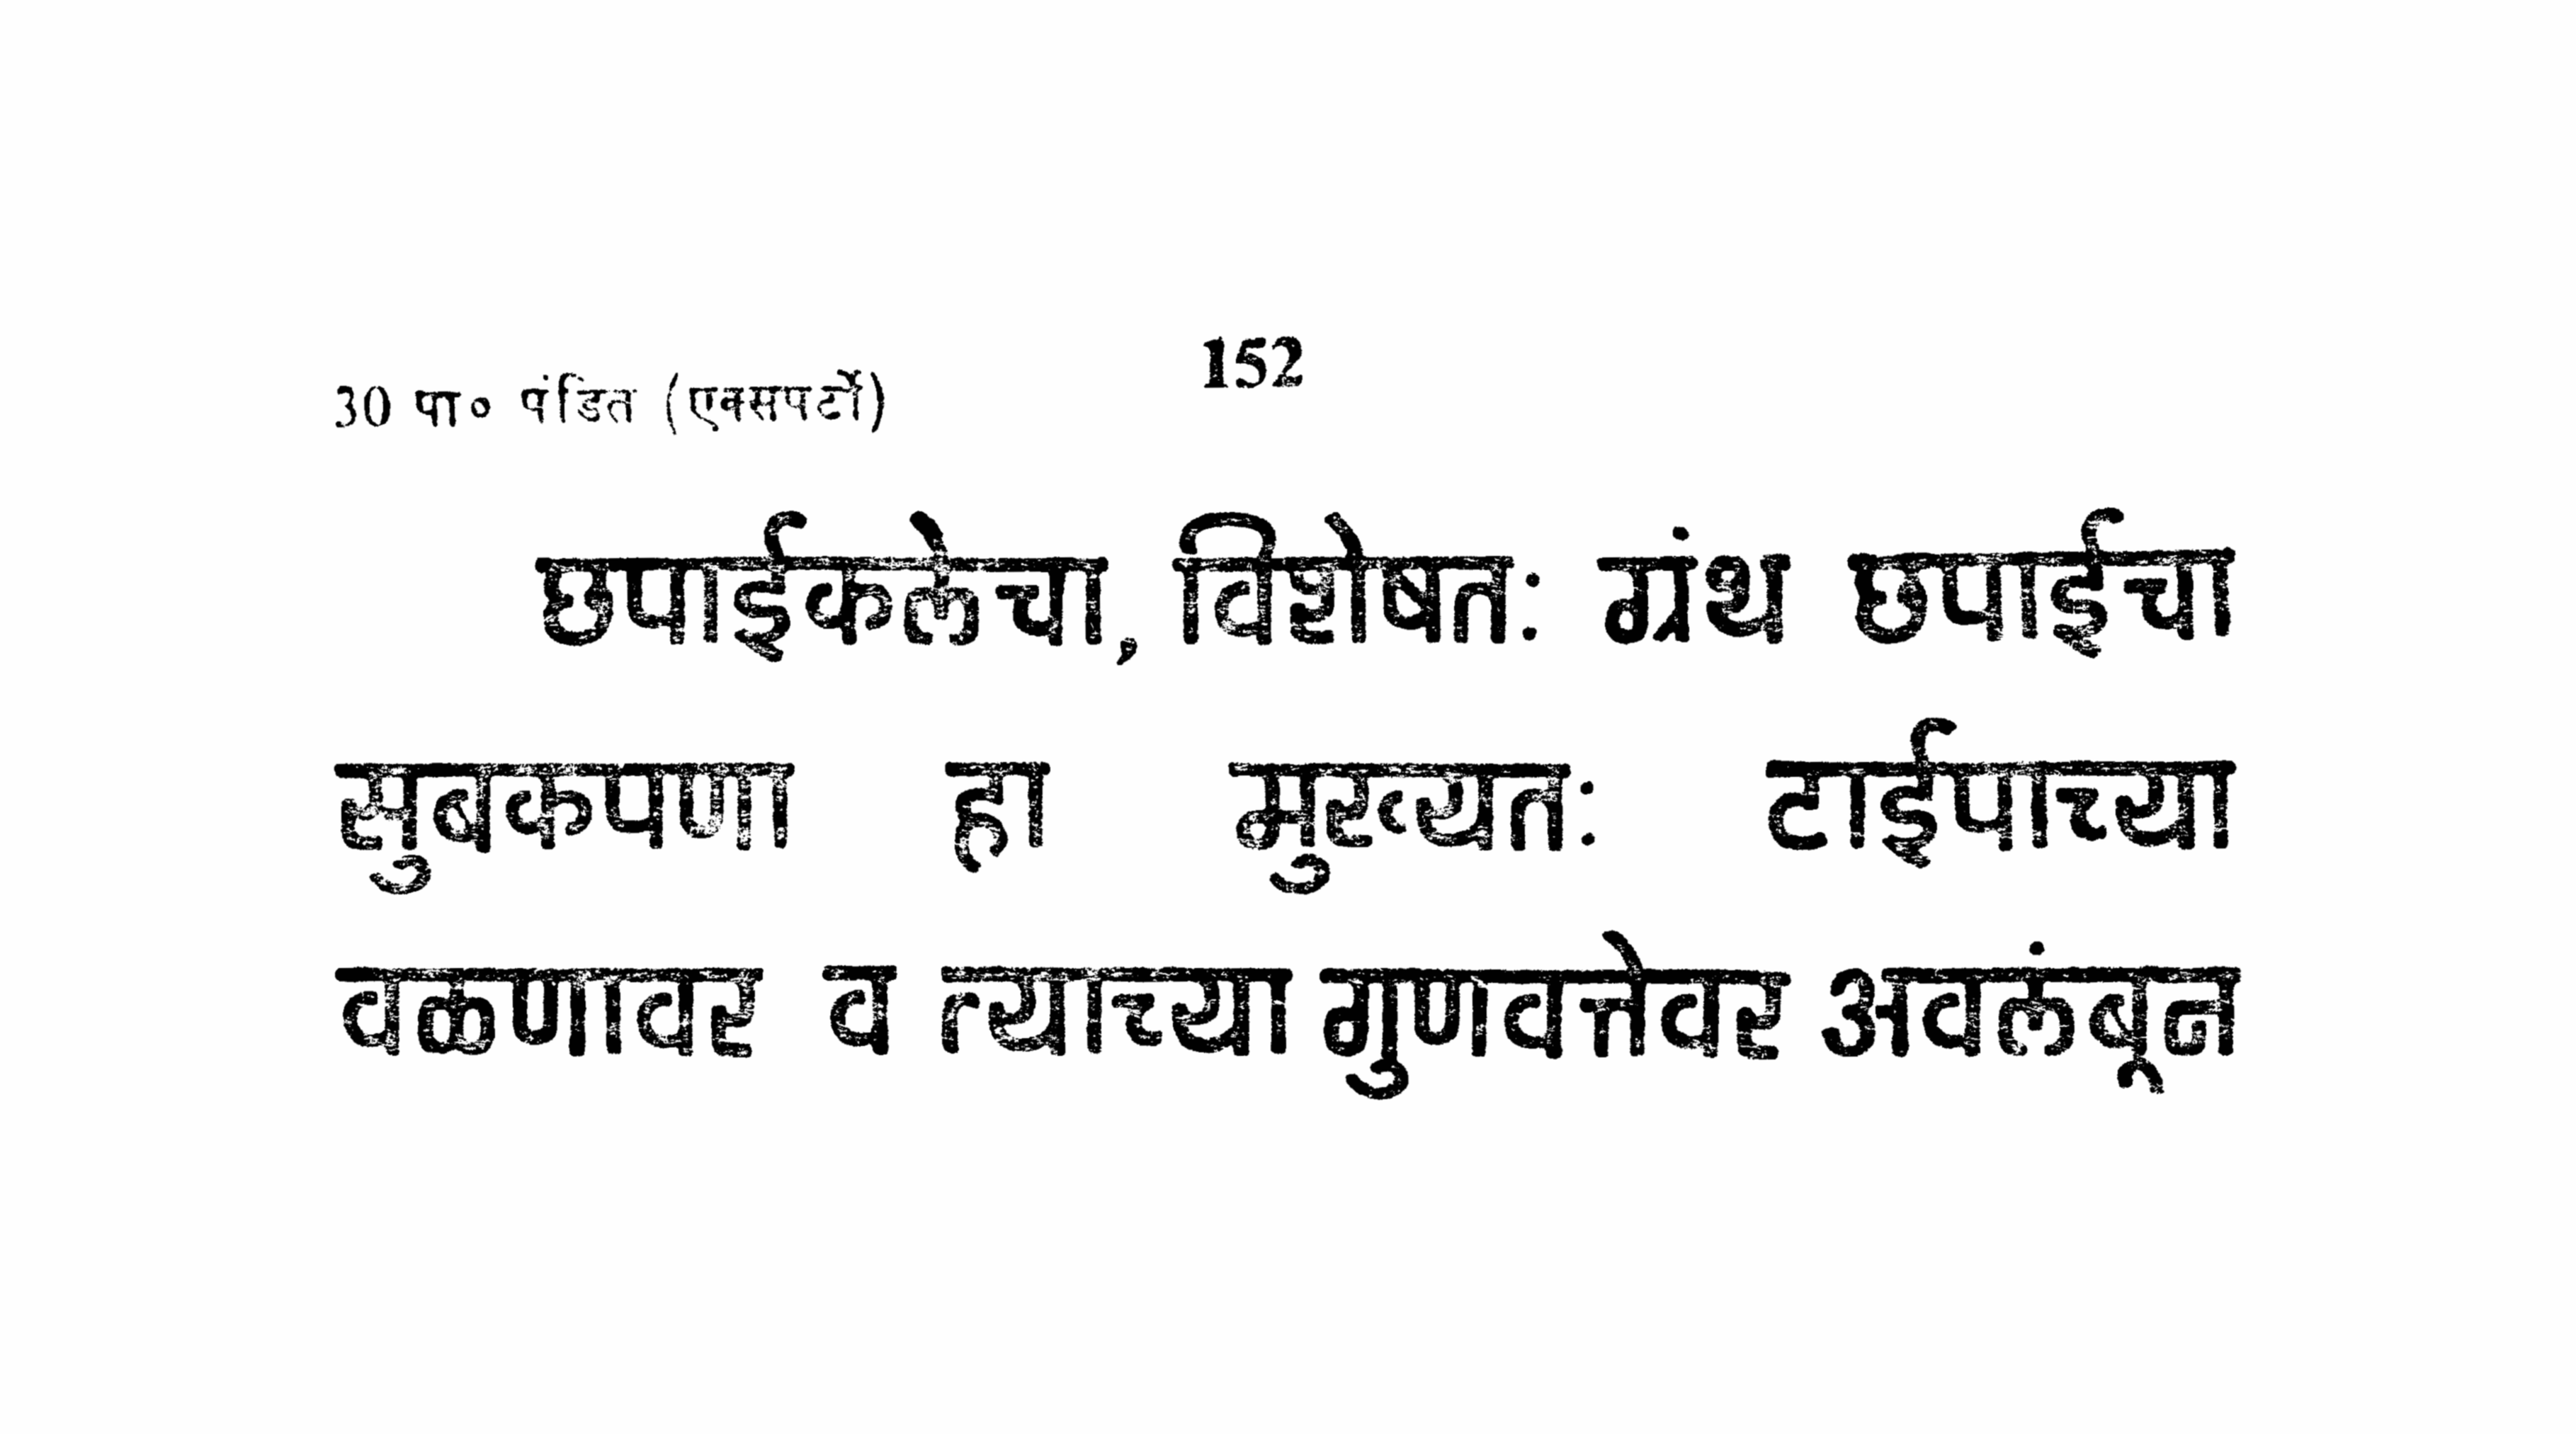 152
30 पा० पंडित (एक्सपर्टो)
छपाईकलेचा, विशेषतः ग्रंथ छपाईचा
सुबकपणा हा मुख्यतः टाईपाच्या
वळणावर व त्याच्या गुणवत्तेवर अवलंबून